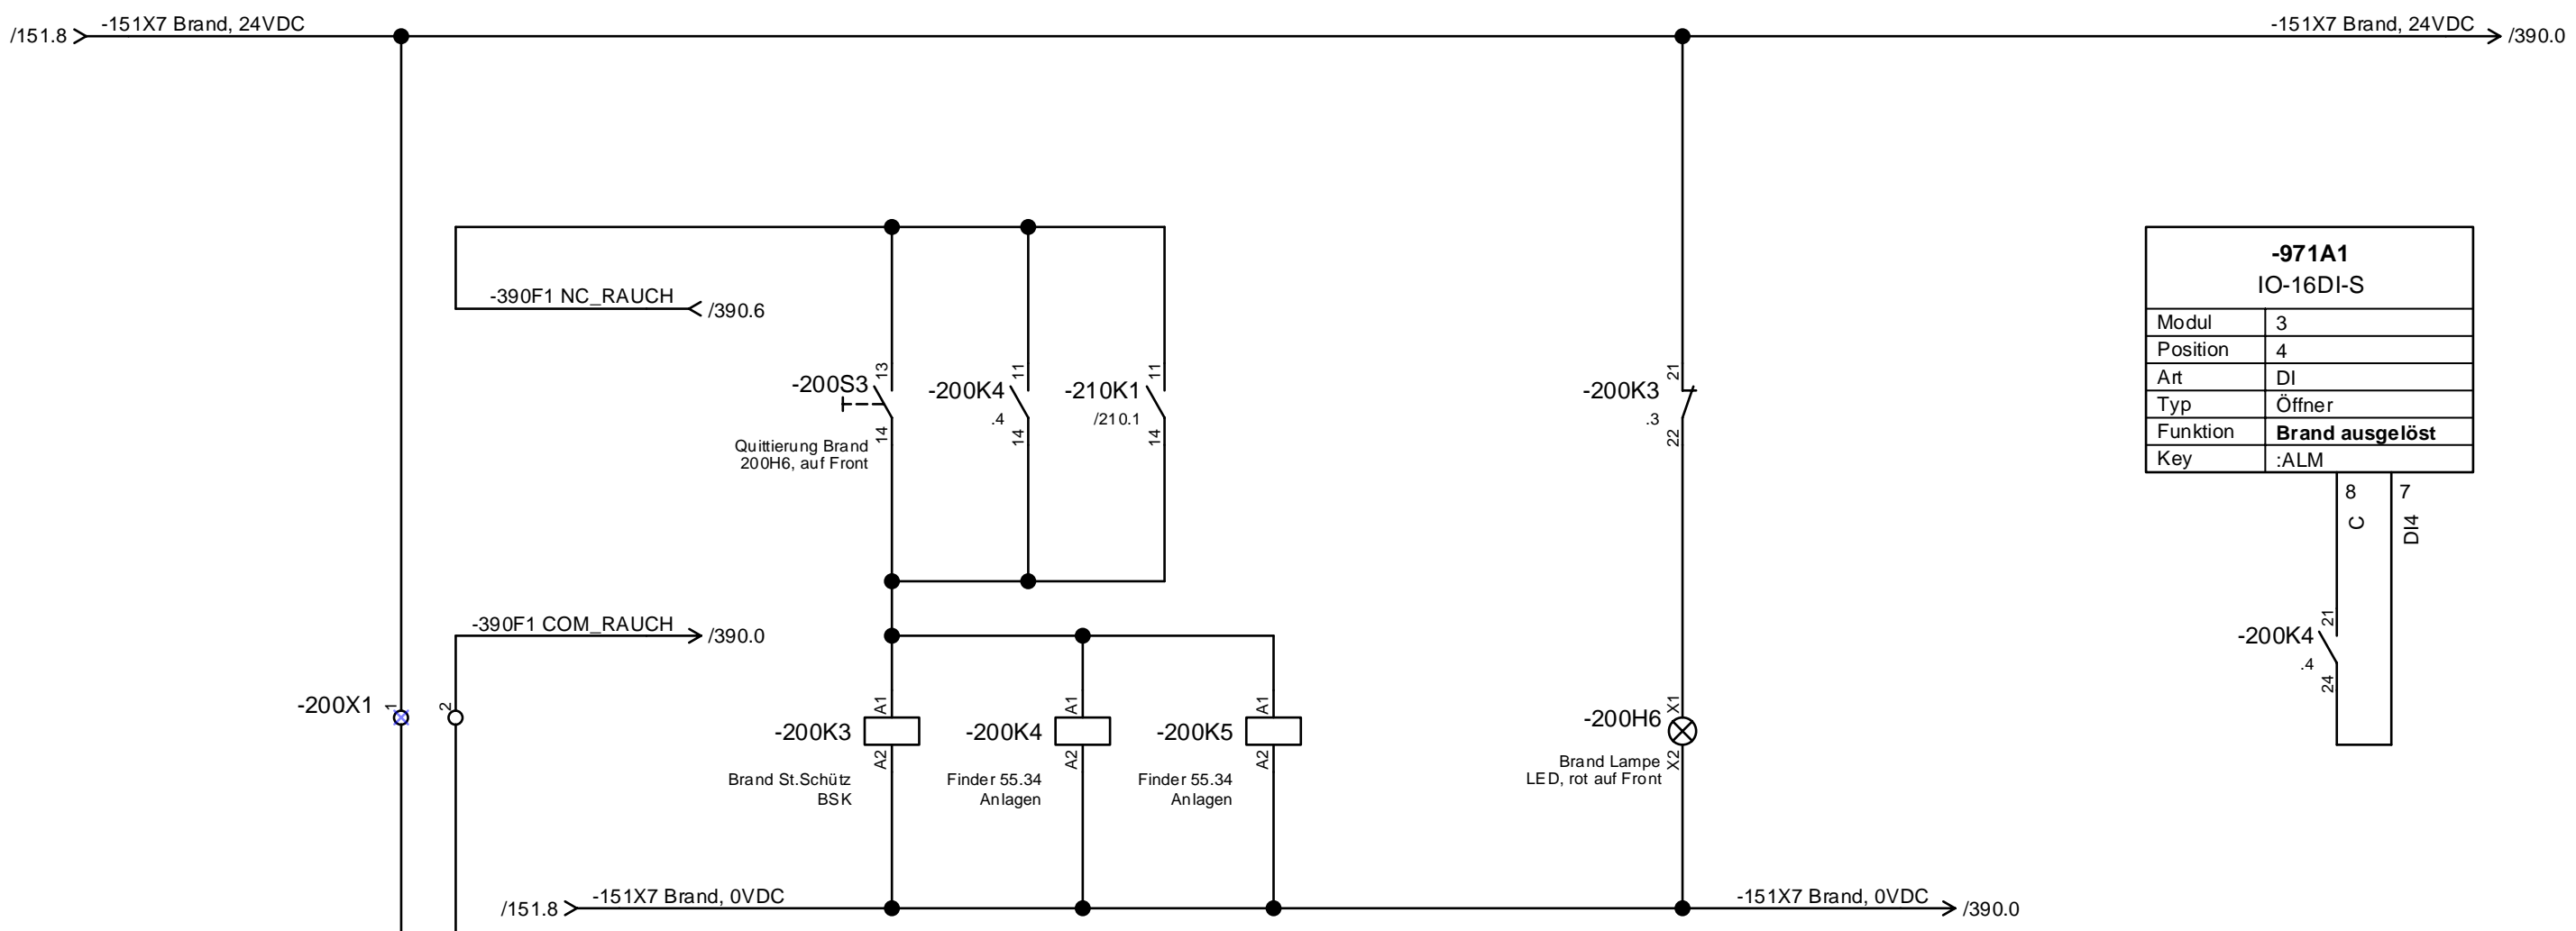 /151.8
-151X7 Brand, 24VDC
-151X7 Brand, 24VDC
/390.0
-390F1 NC_RAUCH
/390.6
-200S3
13
14
Quittierung Brand
200H6, auf Front
-200K4
.4
11
14
-210K1
/210.1
11
14
-200K3
.3
21
22
-971A1
IO-16DI-S
Modul 3
Position 4
Art DI
Typ Öffner
Funktion Brand ausgelöst
Key :ALM
8 7
C DI4
-200K4
.4
21
24
-390F1 COM_RAUCH
/390.0
-200X1
1
2
-200K3
A1
A2
Brand St.Schütz
BSK
-200K4
A1
A2
Finder 55.34
Anlagen
-200K5
A1
A2
Finder 55.34
Anlagen
-200H6
X1
X2
Brand Lampe
LED, rot auf Front
/151.8
-151X7 Brand, 0VDC
-151X7 Brand, 0VDC
/390.0